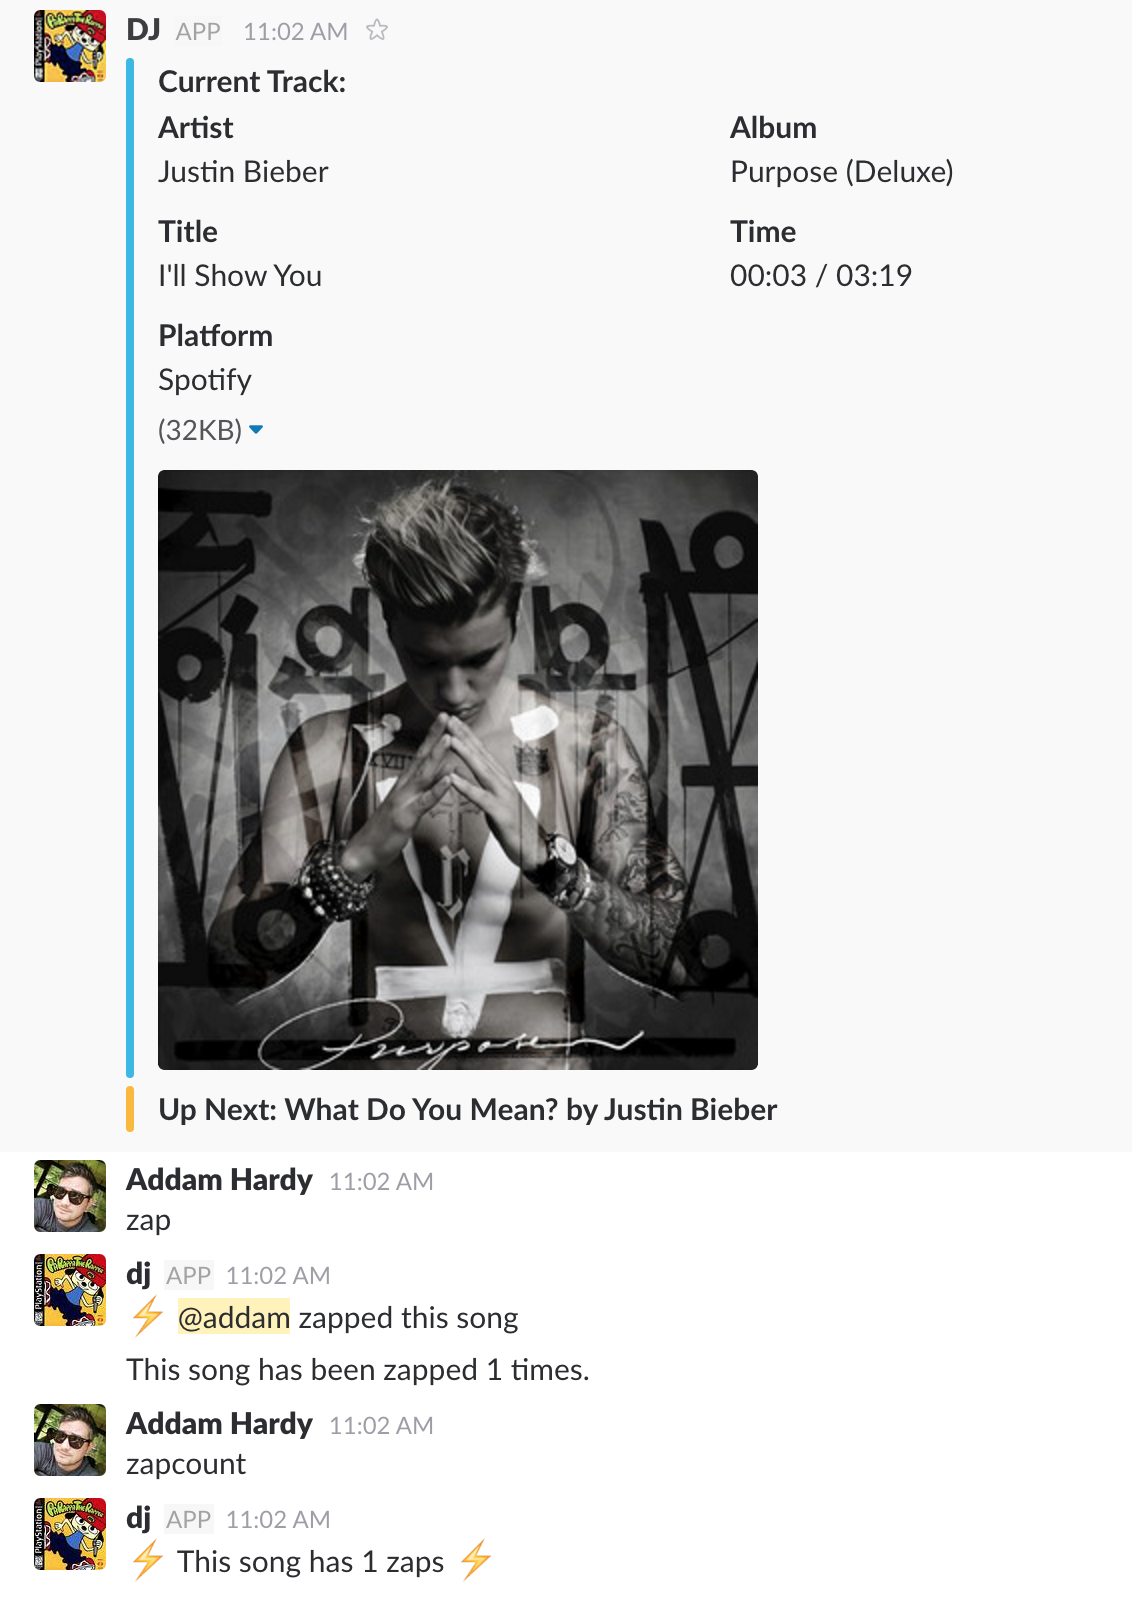 DJ APP 11:02 AM
Current Track:
Artist
Justin Bieber
Album
Purpose (Deluxe)
Title
I'll Show You
Time
00:03 / 03:19
Platform
Spotify
(32KB)
Purpose
Up Next: What Do You Mean? by Justin Bieber
Addam Hardy 11:02 AM
zap
dj APP 11:02 AM
@addam zapped this song
This song has been zapped 1 times.
Addam Hardy 11:02 AM
zapcount
dj APP 11:02 AM
This song has 1 zaps